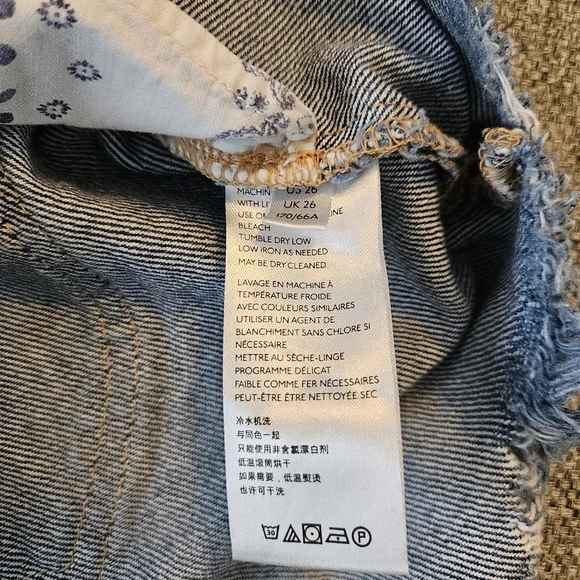 US 26
UK 26
170/66A
MACHIN
WITH LI
USE O
INE
BLEACH
TUMBLE DRY LOW
LOW IRON AS NEEDED
MAY BE DRY CLEANED
LAVAGE EN MACHINE À
TEMPÉRATURE FROIDE
AVEC COULEURS SIMILAIRES
UTILISER UN AGENT DE
BLANCHIMENT SANS CHLORE SI
NÉCESSAIRE
METTRE AU SÈCHE-LINGE
PROGRAMME DÉLICAT
FAIBLE COMME FER NÉCESSAIRES
PEUT-ÊTRE ÊTRE NETTOYÉE SEC
冷水机洗
与同色一起
只能使用非含氯漂白剂
低温滚筒烘干
如果需要﹐低温熨烫
也许可干洗
30
P